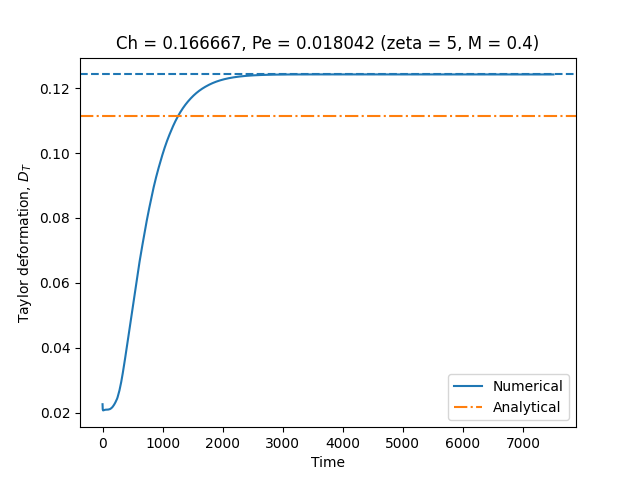 Ch = 0.166667, Pe = 0.018042 (zeta = 5, M = 0.4)
Taylor deformation, D_T
0.12
0.10
0.08
0.06
0.04
0.02
Numerical
Analytical
0 1000 2000 3000 4000 5000 6000 7000
Time